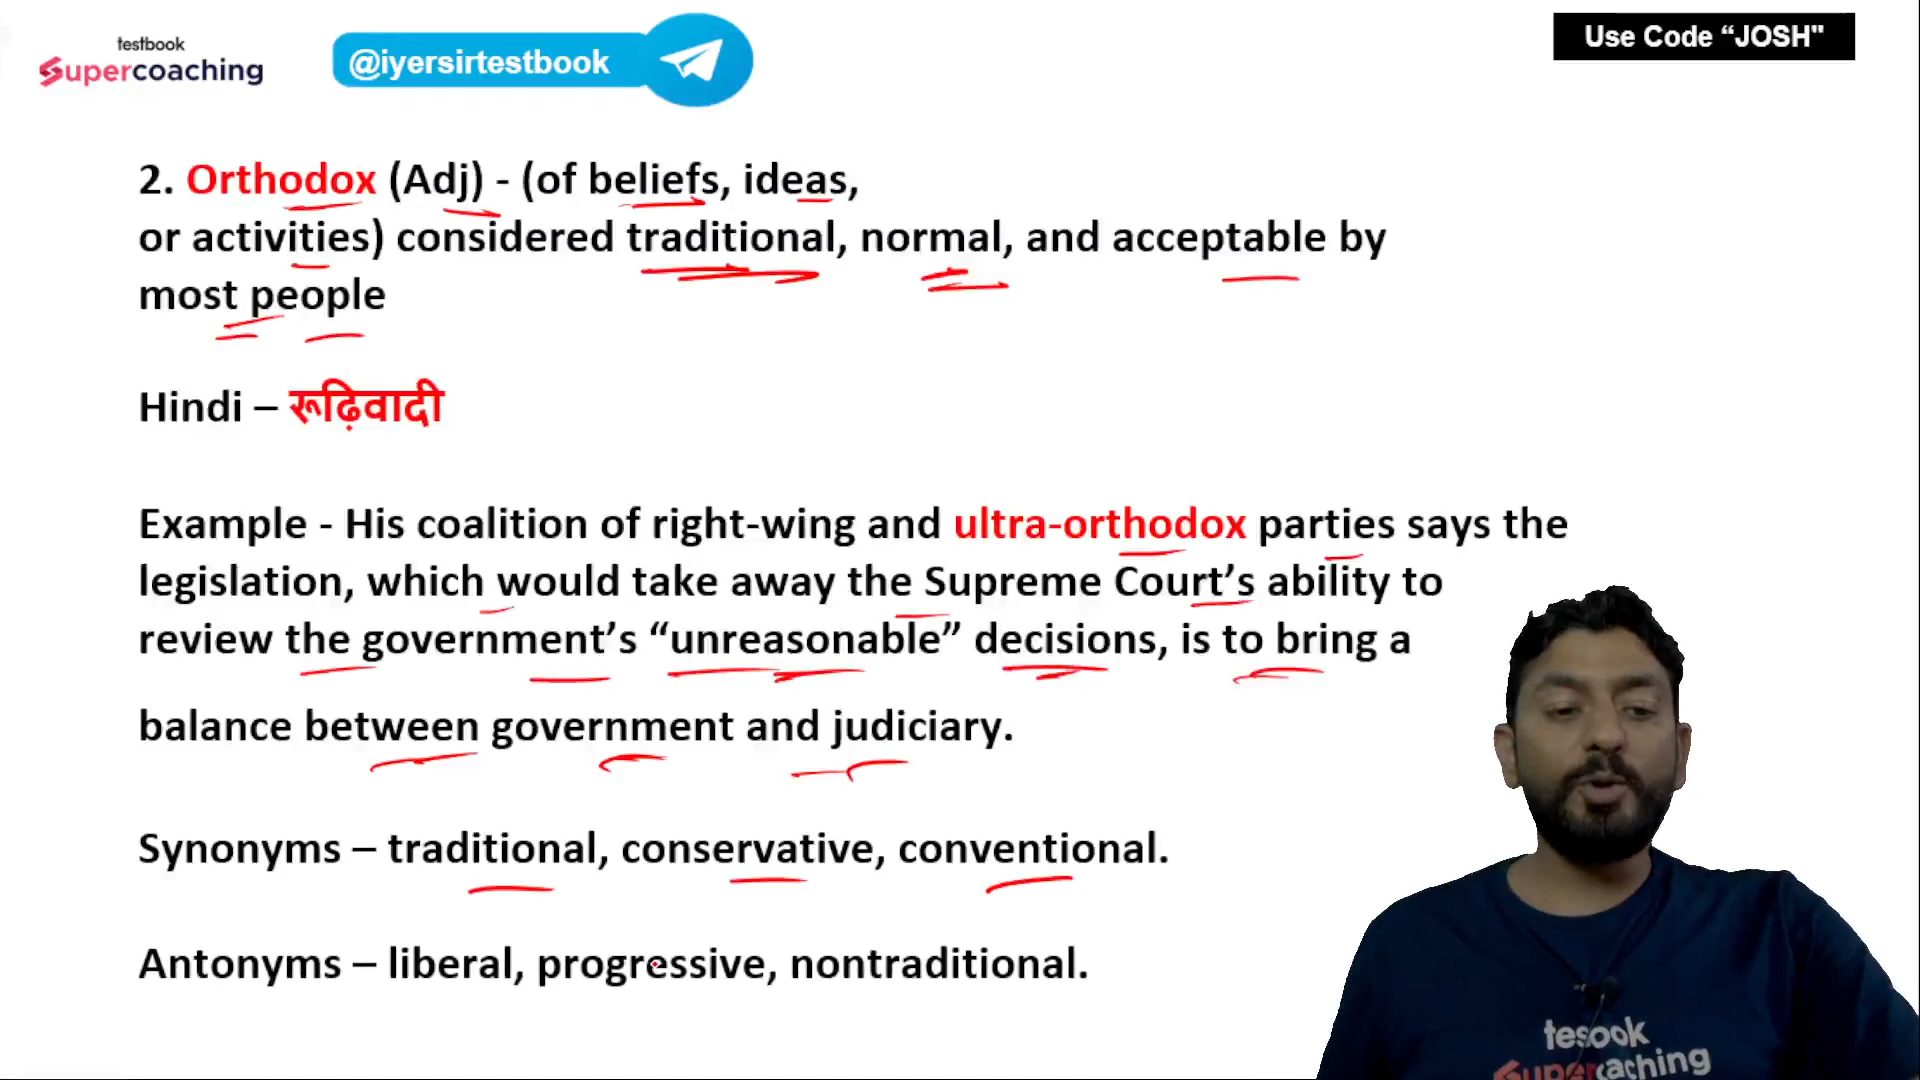 testbook
Supercoaching
@iyersirtestbook
Use Code “JOSH"
2. Orthodox (Adj) - (of beliefs, ideas,
or activities) considered traditional, normal, and acceptable by
most people
Hindi – रूढ़िवादी
Example - His coalition of right-wing and ultra-orthodox parties says the
legislation, which would take away the Supreme Court’s ability to
review the government’s “unreasonable” decisions, is to bring a
balance between government and judiciary.
Synonyms – traditional, conservative, conventional.
Antonyms – liberal, progressive, nontraditional.